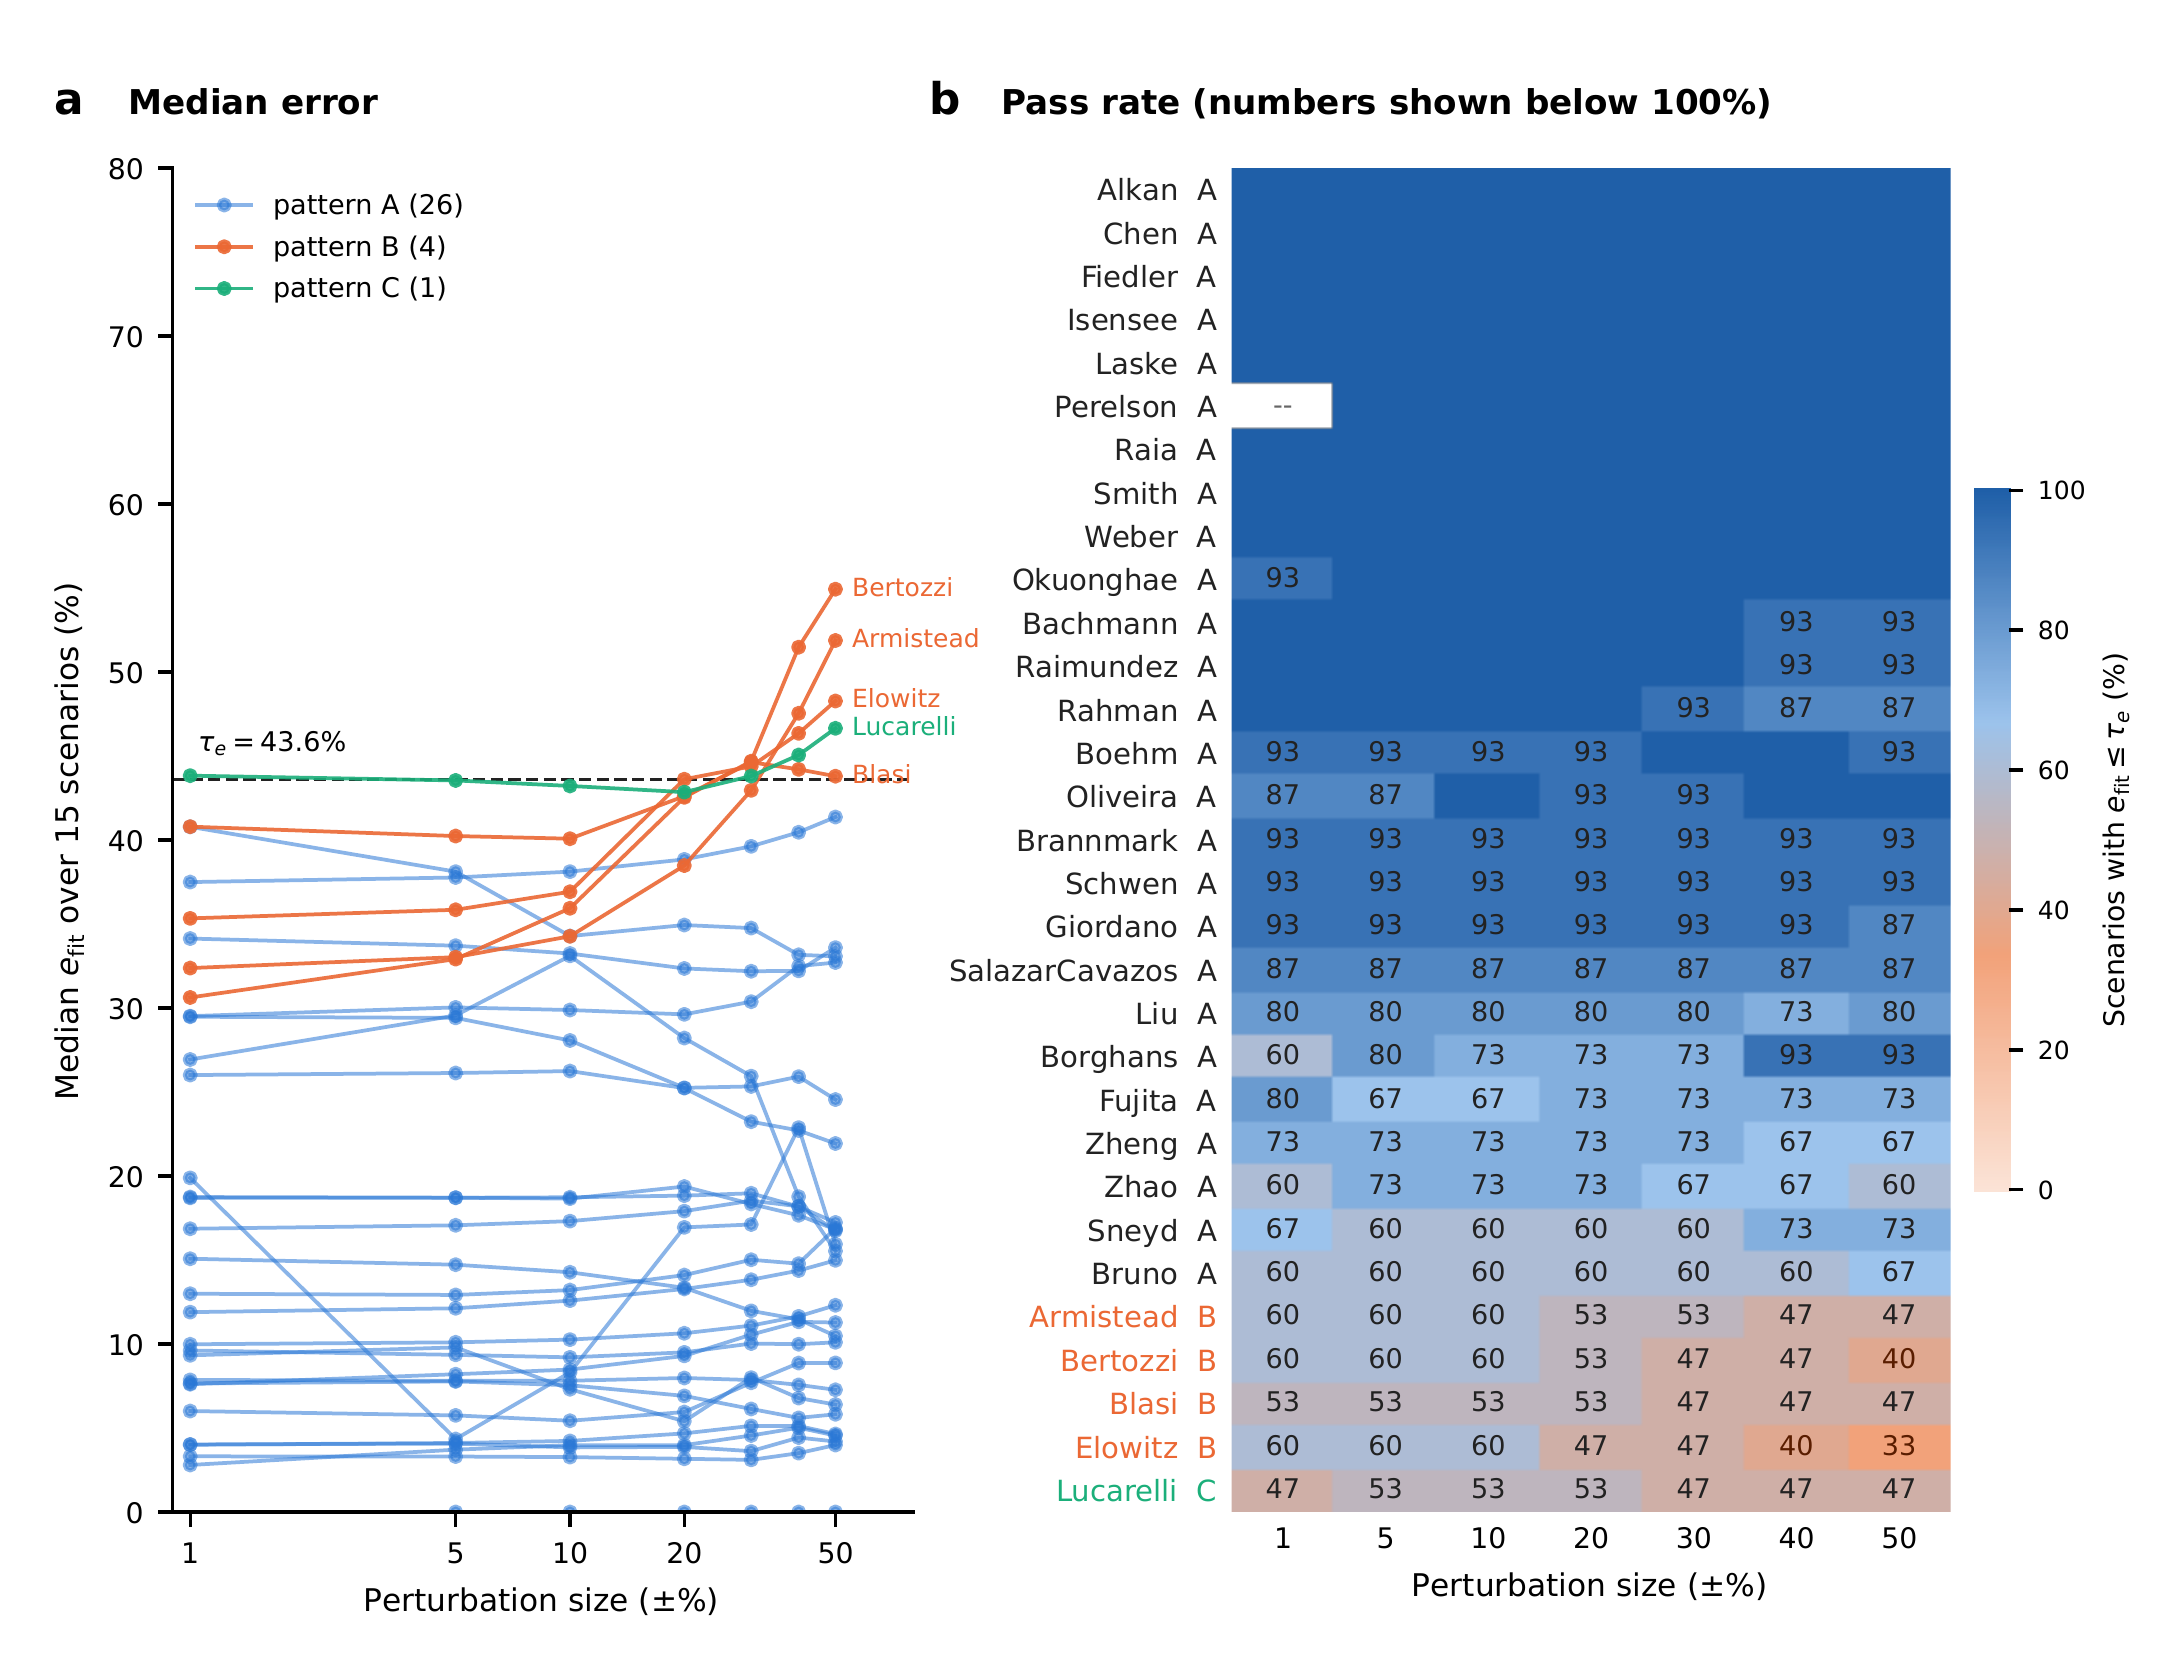 a Median error
80
70
60
50
40
30
20
10
0
Median e_fit over 15 scenarios (%)
pattern A (26)
pattern B (4)
pattern C (1)
τ_e = 43.6%
Bertozzi
Armistead
Elowitz
Lucarelli
Blasi
1 5 10 20 50
Perturbation size (±%)
b Pass rate (numbers shown below 100%)
Alkan A
Chen A
Fiedler A
Isensee A
Laske A
Perelson A --
Raia A
Smith A
Weber A
Okuonghae A 93
Bachmann A 93 93
Raimundez A 93 93
Rahman A 93 87 87
Boehm A 93 93 93 93 93
Oliveira A 87 87 93 93
Brannmark A 93 93 93 93 93 93 93
Schwen A 93 93 93 93 93 93 93
Giordano A 93 93 93 93 93 93 87
SalazarCavazos A 87 87 87 87 87 87 87
Liu A 80 80 80 80 80 73 80
Borghans A 60 80 73 73 73 93 93
Fujita A 80 67 67 73 73 73 73
Zheng A 73 73 73 73 73 67 67
Zhao A 60 73 73 73 67 67 60
Sneyd A 67 60 60 60 60 73 73
Bruno A 60 60 60 60 60 60 67
Armistead B 60 60 60 53 53 47 47
Bertozzi B 60 60 60 53 47 47 40
Blasi B 53 53 53 53 47 47 47
Elowitz B 60 60 60 47 47 40 33
Lucarelli C 47 53 53 53 47 47 47
1 5 10 20 30 40 50
Perturbation size (±%)
100
80
60
40
20
0
Scenarios with e_fit ≤ τ_e (%)